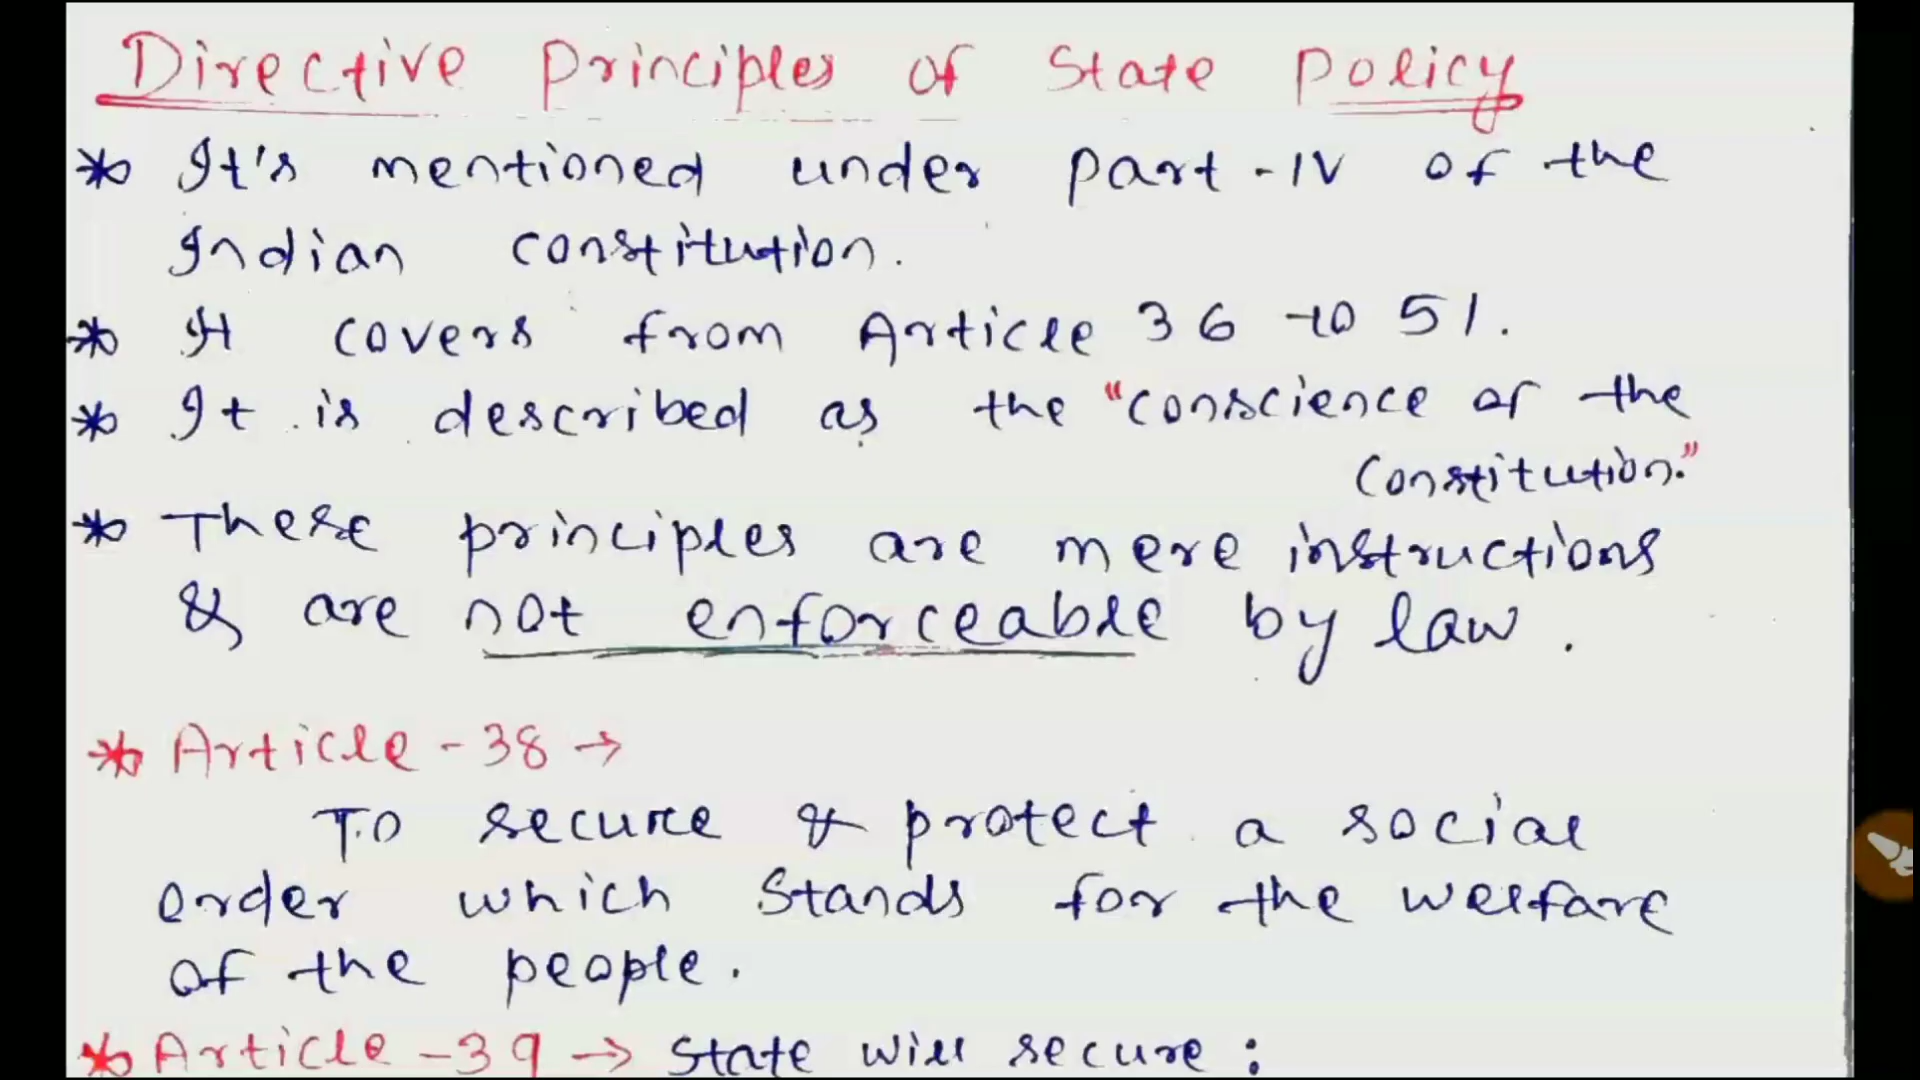 Directive Principles of State Policy
* It's mentioned under part-IV of the
Indian constitution.
* It covers from Article 36 to 51.
* It is described as the "conscience of the
constitution."
* These principles are mere instructions
& are not enforceable by law.
* Article-38 →
To secure & protect a social
order which stands for the welfare
of the people.
* Article-39 → State will secure: